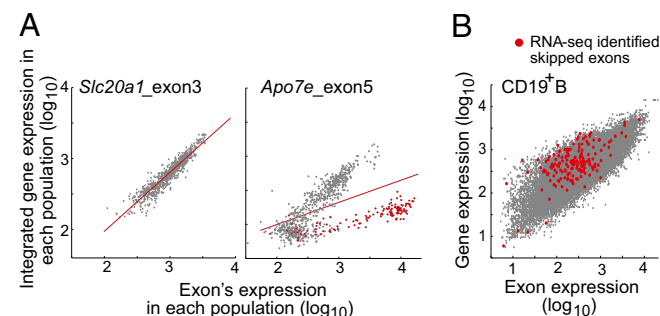 A
Integrated gene expression in
each population (log10)
4
3
2
Slc20a1_exon3
Apo7e_exon5
2
3
4
2
3
4
Exon's expression
in each population (log10)
B
RNA-seq identified
skipped exons
CD19+B
Gene expression (log10)
4
3
2
1
1
2
3
4
Exon expression
(log10)